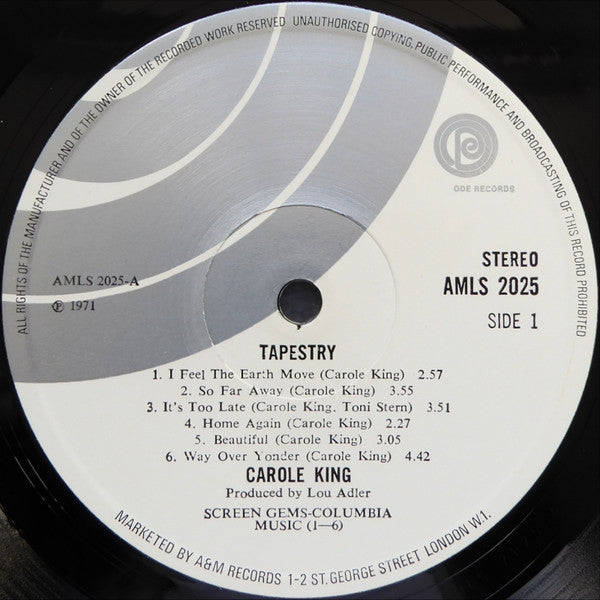 ALL RIGHTS OF THE MANUFACTURER AND OF THE OWNER OF THE RECORDED WORK RESERVED UNAUTHORISED COPYING, PUBLIC PERFORMANCE AND BROADCASTING OF THIS RECORD PROHIBITED
ODE RECORDS
STEREO
AMLS 2025
SIDE 1
AMLS 2025-A
℗ 1971
TAPESTRY
1. I Feel The Earth Move (Carole King) 2.57
2. So Far Away (Carole King) 3.55
3. It's Too Late (Carole King, Toni Stern) 3.51
4. Home Again (Carole King) 2.27
5. Beautiful (Carole King) 3.05
6. Way Over Yonder (Carole King) 4.42
CAROLE KING
Produced by Lou Adler
SCREEN GEMS-COLUMBIA
MUSIC (1—6)
MARKETED BY A&M RECORDS 1-2 ST. GEORGE STREET LONDON W.1.